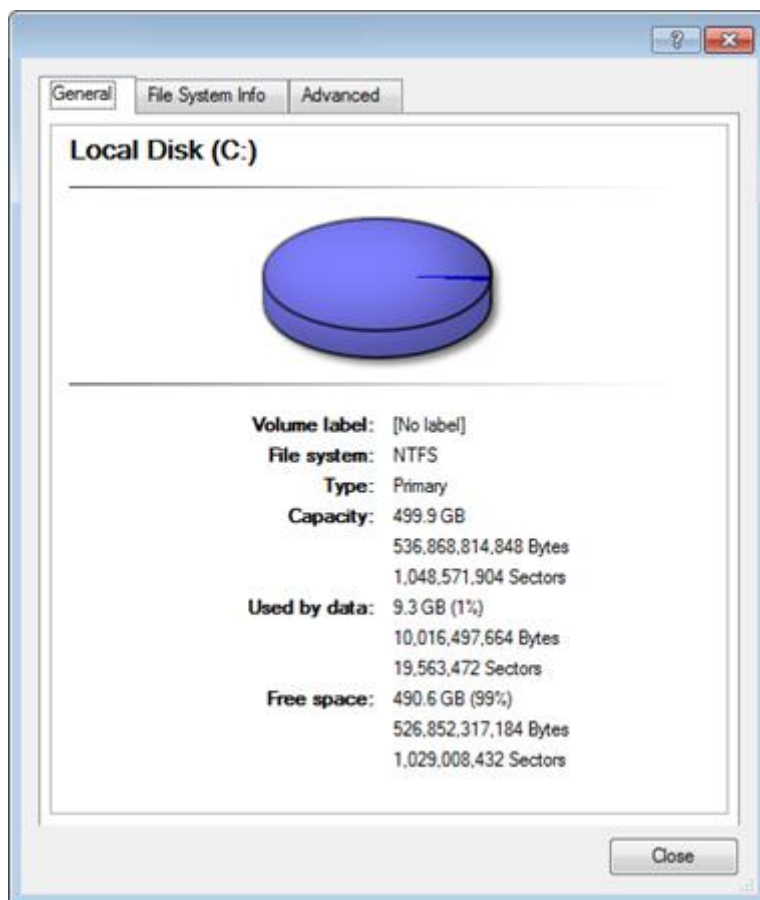 General File System Info Advanced
Local Disk (C:)
Volume label: [No label]
File system: NTFS
Type: Primary
Capacity: 499.9 GB
536,868,814,848 Bytes
1,048,571,904 Sectors
Used by data: 9.3 GB (1%)
10,016,497,664 Bytes
19,563,472 Sectors
Free space: 490.6 GB (99%)
526,852,317,184 Bytes
1,029,008,432 Sectors
Close